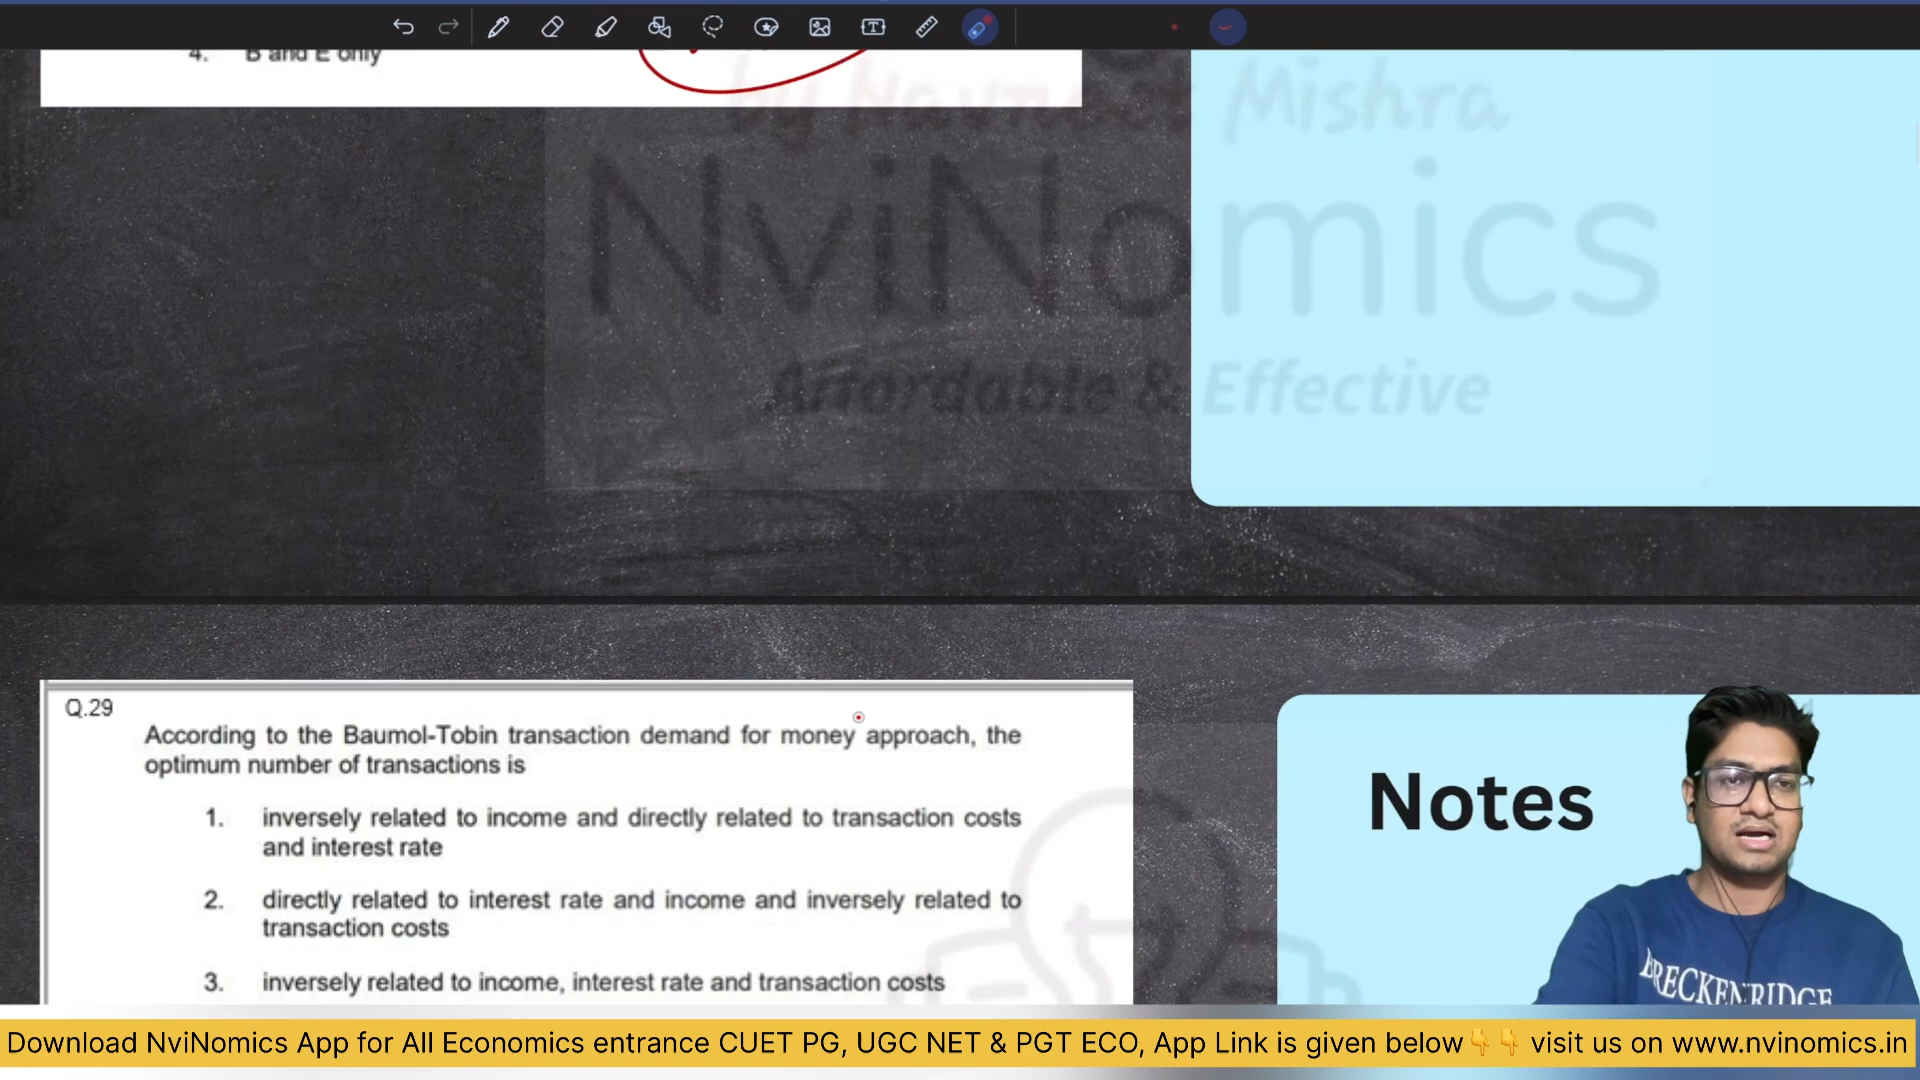 4. B and E only
by Navneet Mishra
NviNomics
Affordable & Effective
Q.29
According to the Baumol-Tobin transaction demand for money approach, the
optimum number of transactions is
1. inversely related to income and directly related to transaction costs
and interest rate
2. directly related to interest rate and income and inversely related to
transaction costs
3. inversely related to income, interest rate and transaction costs
Notes
BRECKENRIDGE
Download NviNomics App for All Economics entrance CUET PG, UGC NET & PGT ECO, App Link is given below👇👇 visit us on www.nvinomics.in